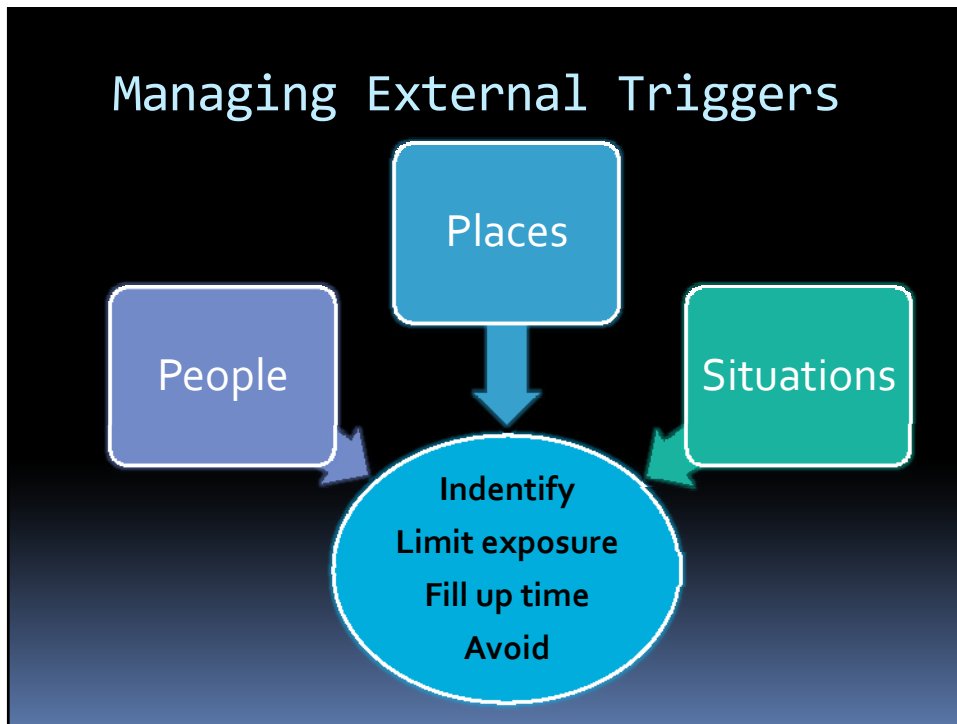 Managing External Triggers
Places
People
Situations
Indentify
Limit exposure
Fill up time
Avoid